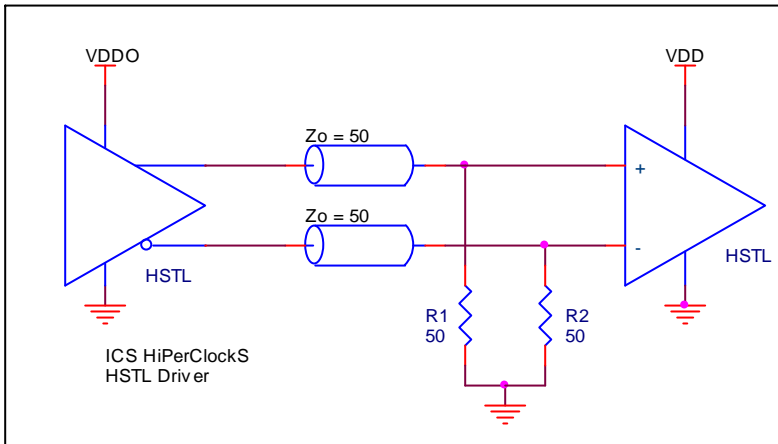 VDDO
VDD
Zo = 50
+
Zo = 50
-
HSTL
HSTL
R1
50
R2
50
ICS HiPerClockS
HSTL Driver